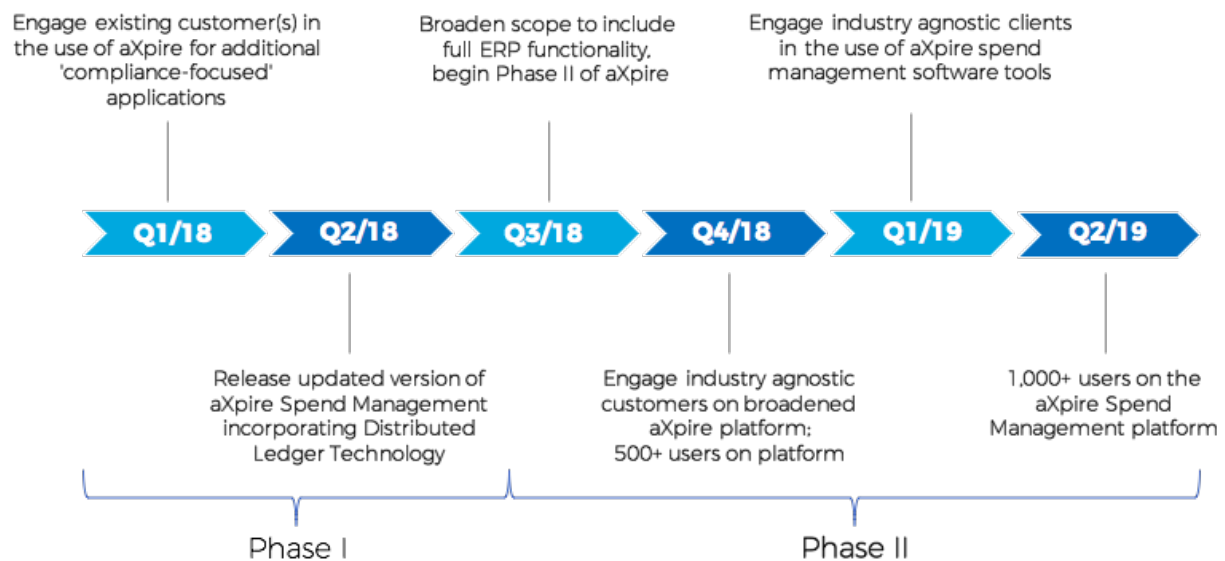 Engage existing customer(s) in
the use of aXpire for additional
'compliance-focused'
applications
Broaden scope to include
full ERP functionality,
begin Phase II of aXpire
Engage industry agnostic clients
in the use of aXpire spend
management software tools
Q1/18
Q2/18
Q3/18
Q4/18
Q1/19
Q2/19
Release updated version of
aXpire Spend Management
incorporating Distributed
Ledger Technology
Engage industry agnostic
customers on broadened
aXpire platform;
500+ users on platform
1,000+ users on the
aXpire Spend
Management platform
Phase I
Phase II